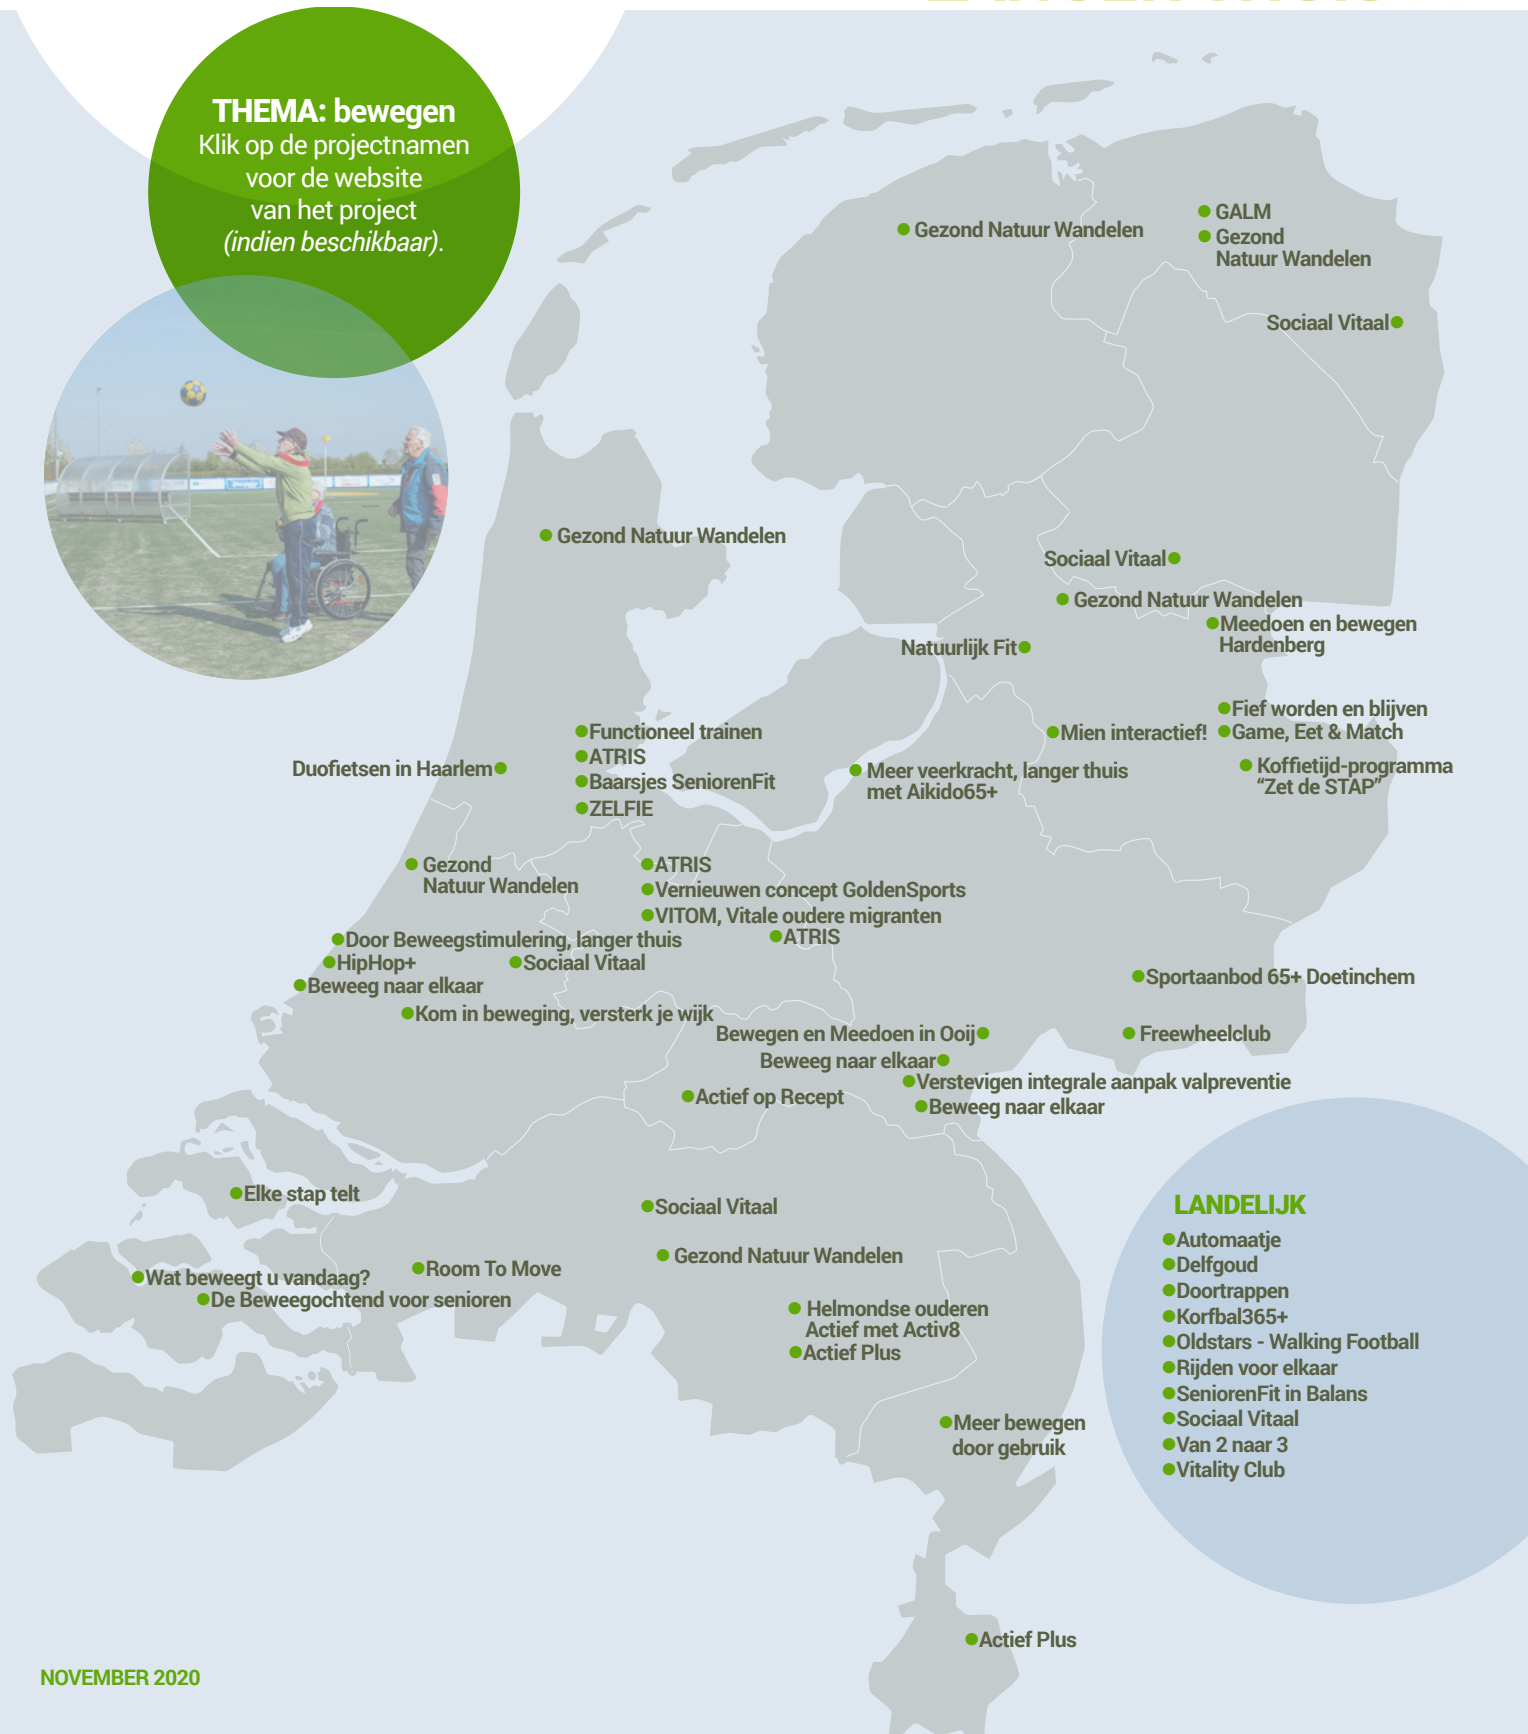 THEMA: bewegen
Klik op de projectnamen
voor de website
van het project
(indien beschikbaar).
Gezond Natuur Wandelen
GALM
Gezond
Natuur Wandelen
Sociaal Vitaal
Gezond Natuur Wandelen
Sociaal Vitaal
Gezond Natuur Wandelen
Meedoen en bewegen
Hardenberg
Natuurlijk Fit
Fief worden en blijven
Game, Eet & Match
Mien interactief!
Koffietijd-programma
“Zet de STAP”
Functioneel trainen
ATRIS
Baarsjes SeniorenFit
ZELFIE
Duofietsen in Haarlem
Meer veerkracht, langer thuis
met Aikido65+
Gezond
Natuur Wandelen
ATRIS
Vernieuwen concept GoldenSports
VITOM, Vitale oudere migranten
ATRIS
Door Beweegstimulering, langer thuis
HipHop+
Sociaal Vitaal
Beweeg naar elkaar
Kom in beweging, versterk je wijk
Sportaanbod 65+ Doetinchem
Bewegen en Meedoen in Ooij
Freewheelclub
Beweeg naar elkaar
Verstevigen integrale aanpak valpreventie
Actief op Recept
Beweeg naar elkaar
Elke stap telt
Sociaal Vitaal
Gezond Natuur Wandelen
Room To Move
Wat beweegt u vandaag?
De Beweegochtend voor senioren
Helmondse ouderen
Actief met Activ8
Actief Plus
Meer bewegen
door gebruik
Actief Plus
LANDELIJK
Automaatje
Delfgoud
Doortrappen
Korfbal365+
Oldstars - Walking Football
Rijden voor elkaar
SeniorenFit in Balans
Sociaal Vitaal
Van 2 naar 3
Vitality Club
NOVEMBER 2020